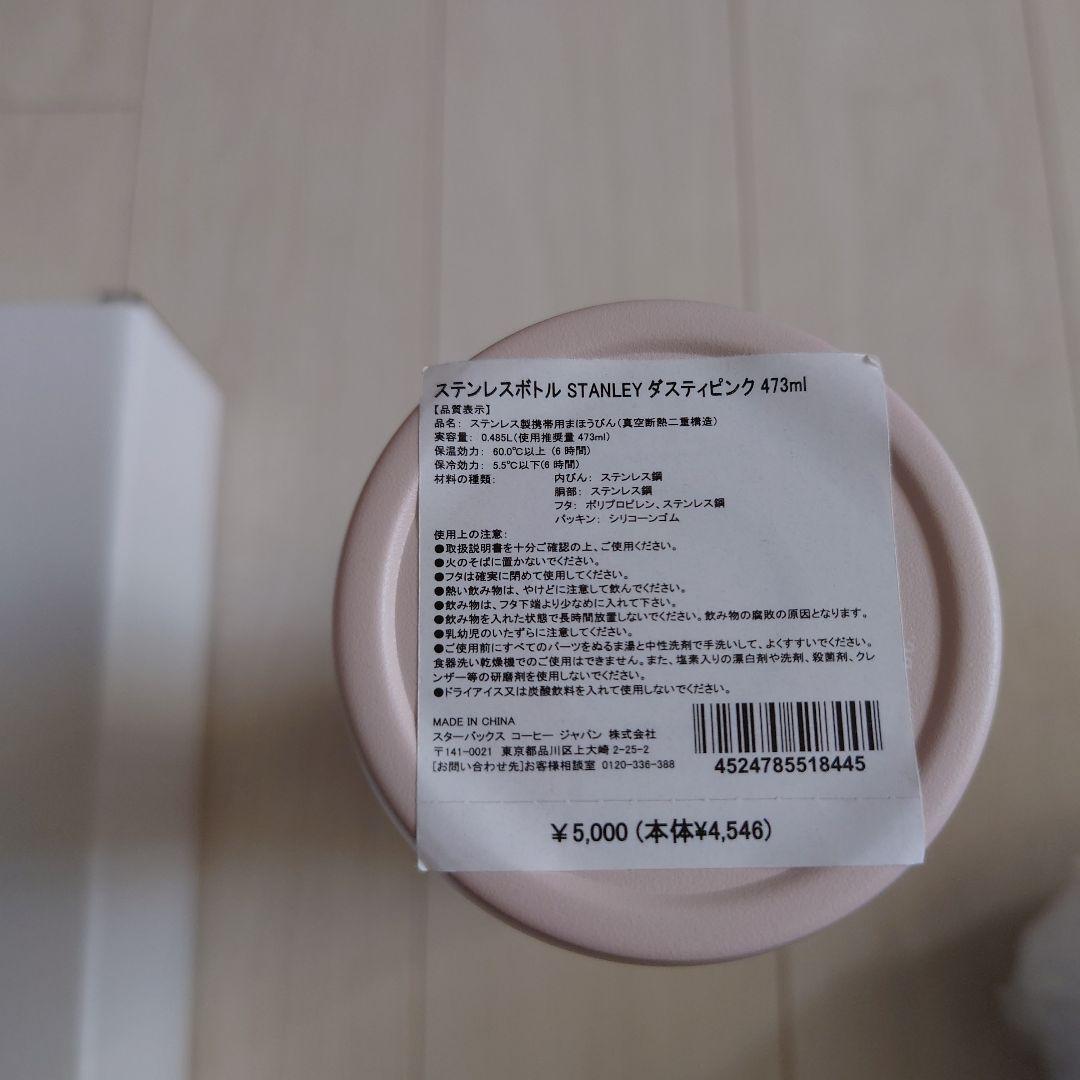 ステンレスボトル STANLEY ダスティピンク 473ml
【品質表示】
品名： ステンレス製携帯用まほうびん（真空断熱二重構造）
実容量： 0.485L（使用推奨量 473ml）
保温効力： 60.0℃以上（6 時間）
保冷効力： 5.5℃以下（6 時間）
材料の種類： 内びん： ステンレス鋼
胴部： ステンレス鋼
フタ： ポリプロピレン、ステンレス鋼
パッキン： シリコーンゴム
使用上の注意：
●取扱説明書を十分ご確認の上、ご使用ください。
●火のそばに置かないでください。
●フタは確実に閉めて使用してください。
●熱い飲み物は、やけどに注意して飲んでください。
●飲み物は、フタ下端より少なめに入れて下さい。
●飲み物を入れた状態で長時間放置しないでください。飲み物の腐敗の原因となります。
●乳幼児のいたずらに注意してください。
●ご使用前にすべてのパーツをぬるま湯と中性洗剤で手洗いして、よくすすいでください。
食器洗い乾燥機でのご使用はできません。また、塩素入りの漂白剤や洗剤、殺菌剤、クレ
ンザー等の研磨剤を使用しないでください。
●ドライアイス又は炭酸飲料を入れて使用しないでください。
MADE IN CHINA
スターバックス コーヒー ジャパン 株式会社
〒141-0021 東京都品川区上大崎 2-25-2
[お問い合わせ先]お客様相談室 0120-336-388
4524785518445
￥5,000（本体¥4,546）